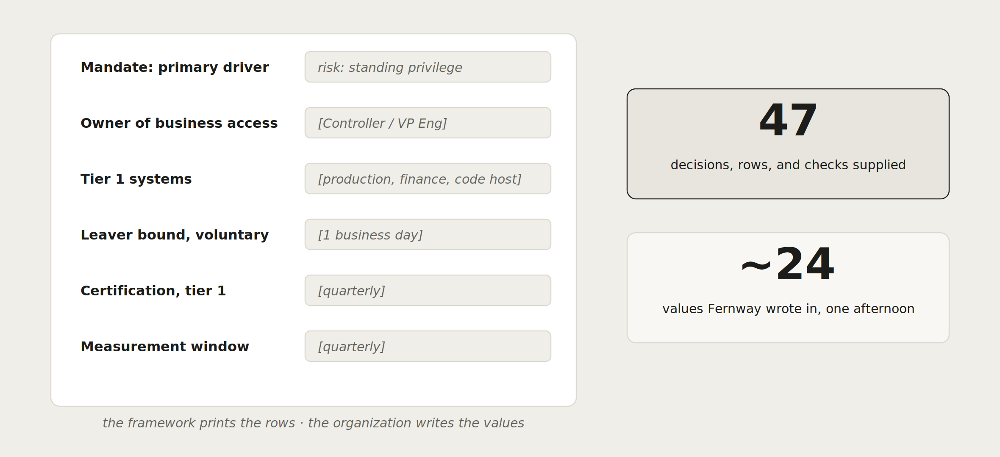 Mandate: primary driver
risk: standing privilege
Owner of business access
[Controller / VP Eng]
Tier 1 systems
[production, finance, code host]
Leaver bound, voluntary
[1 business day]
Certification, tier 1
[quarterly]
Measurement window
[quarterly]
the framework prints the rows · the organization writes the values
47
decisions, rows, and checks supplied
~24
values Fernway wrote in, one afternoon